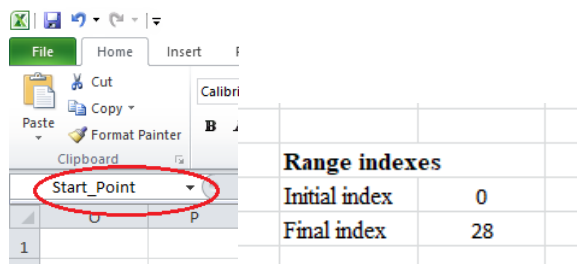 File Home Insert
Cut
Calibri
Copy
Paste
Format Painter
B
Clipboard
Start_Point
O P
1
Range indexes
Initial index 0
Final index 28